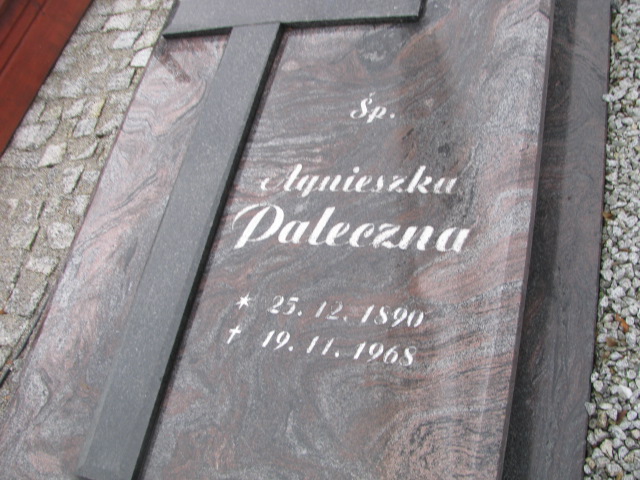 Śp.
Agnieszka
Paleczna
* 25. 12. 1890
✝ 19. 11. 1968